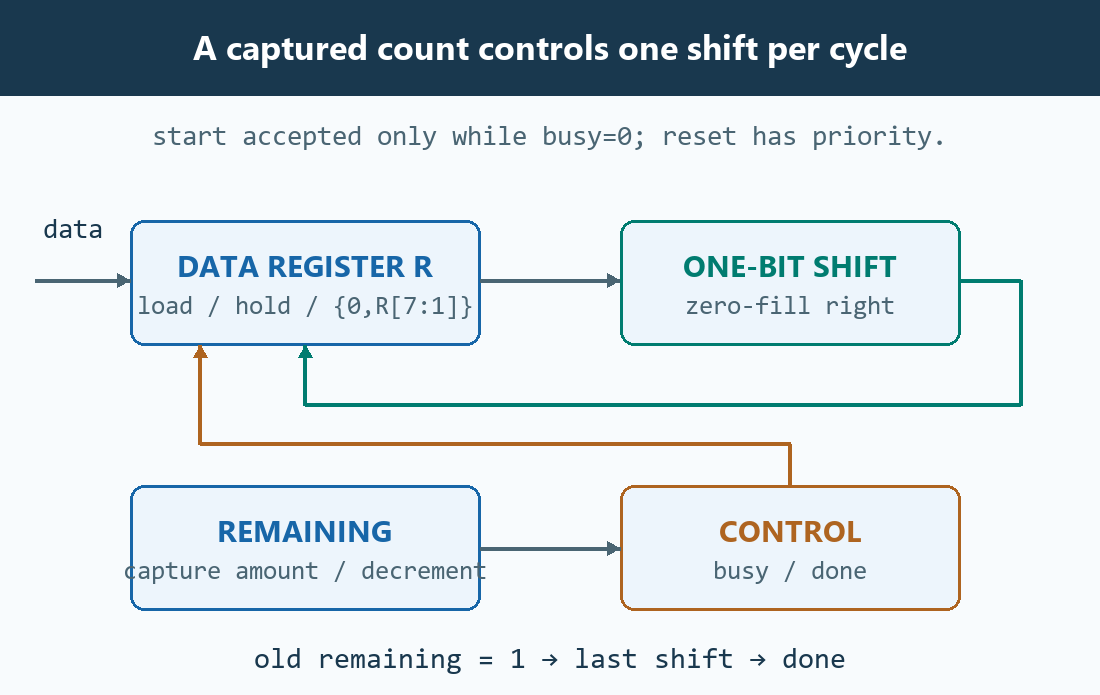 A captured count controls one shift per cycle
start accepted only while busy=0; reset has priority.
data
DATA REGISTER R
load / hold / {0,R[7:1]}
ONE-BIT SHIFT
zero-fill right
REMAINING
capture amount / decrement
CONTROL
busy / done
old remaining = 1 → last shift → done